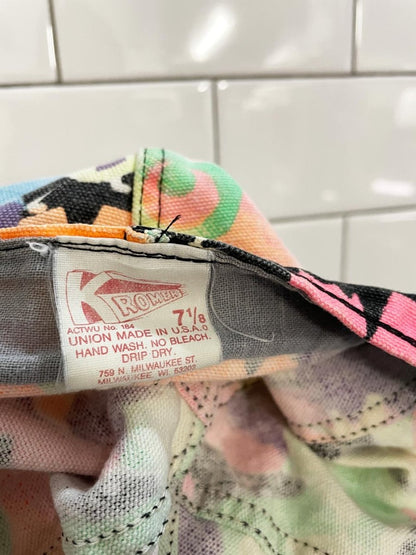 KROMER
7 1/8
ACTWU No. 184
UNION MADE IN U.S.A.
HAND WASH. NO BLEACH.
DRIP DRY.
759 N. MILWAUKEE ST.
MILWAUKEE, WI. 53202